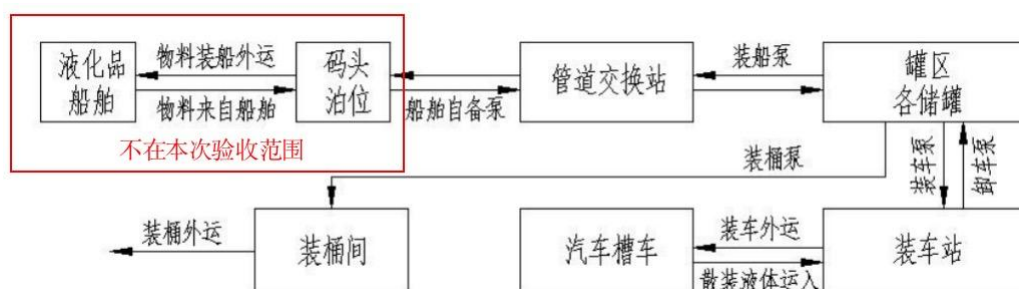 液化品
船舶
物料装船外运
物料来自船舶
码头
泊位
不在本次验收范围
船舶自备泵
管道交换站
装船泵
罐区
各储罐
装桶泵
装车泵
卸车泵
装桶外运
装桶间
汽车槽车
装车外运
散装液体运入
装车站